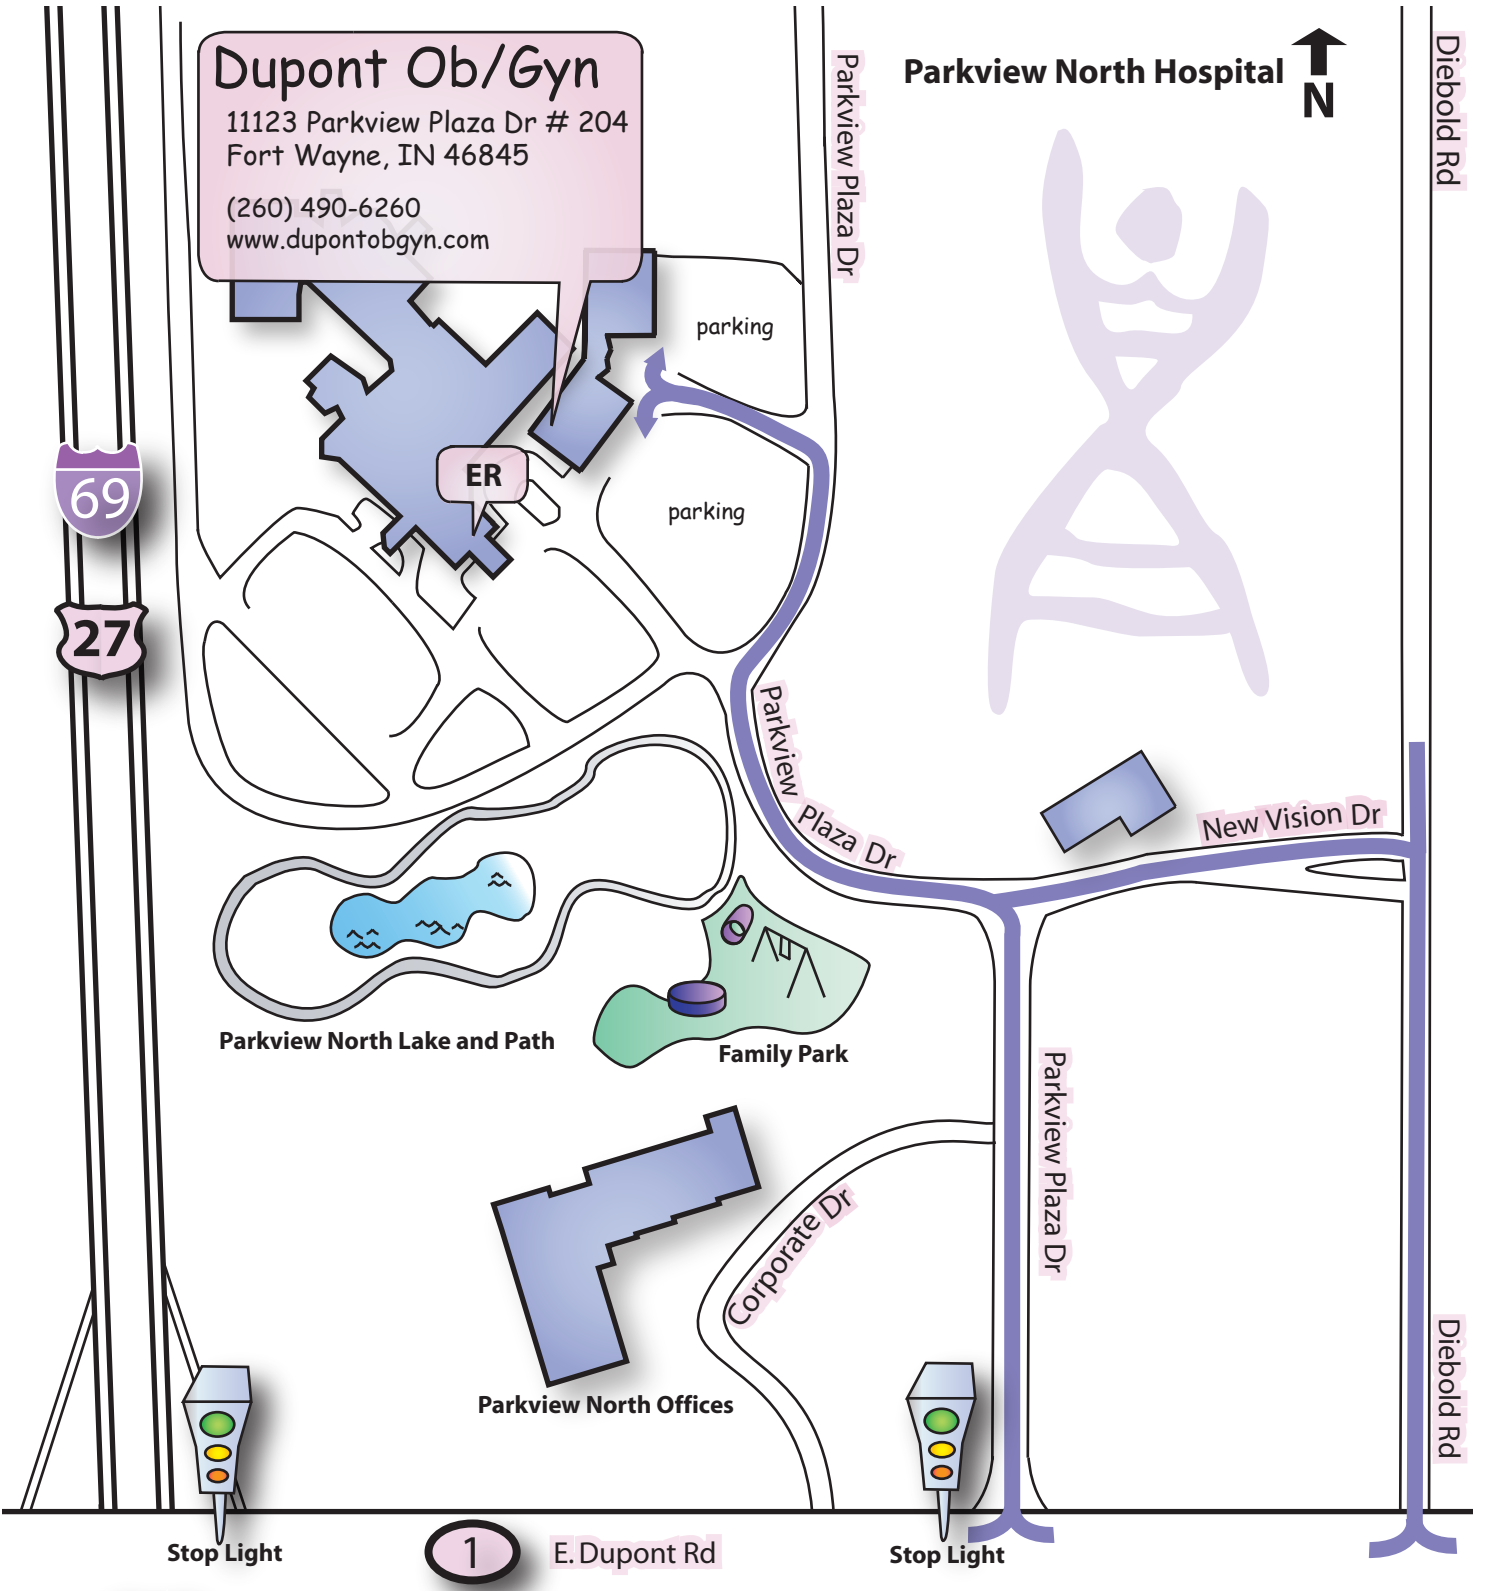 Dupont Ob/Gyn
11123 Parkview Plaza Dr # 204
Fort Wayne, IN 46845
(260) 490-6260
www.dupontobgyn.com
Parkview North Hospital
N
Parkview Plaza Dr
Diebold Rd
parking
ER
69
parking
27
Parkview Plaza Dr
New Vision Dr
Parkview North Lake and Path
Family Park
Parkview Plaza Dr
Corporate Dr
Diebold Rd
Parkview North Offices
Stop Light
1
E. Dupont Rd
Stop Light